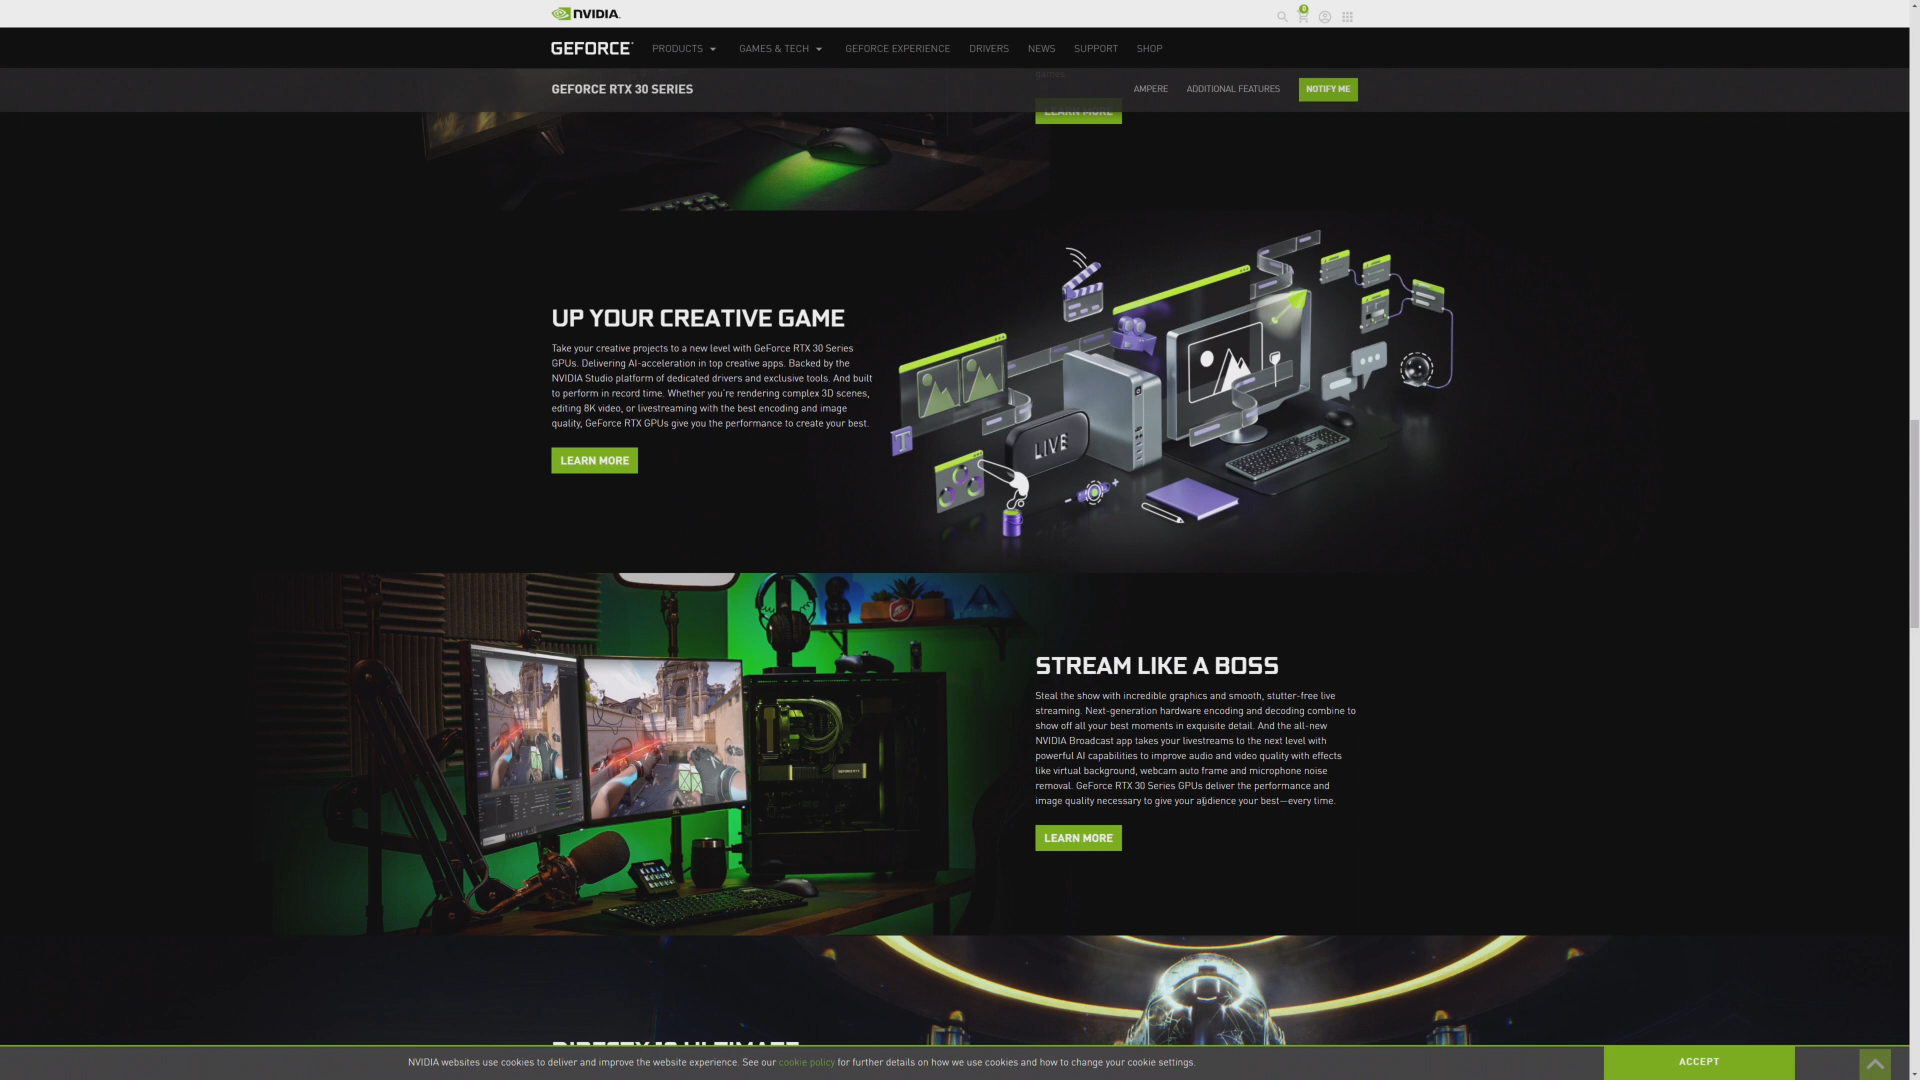 NVIDIA.
0
GEFORCE
PRODUCTS
GAMES & TECH
GEFORCE EXPERIENCE
DRIVERS
NEWS
SUPPORT
SHOP
games.
GEFORCE RTX 30 SERIES
AMPERE
ADDITIONAL FEATURES
NOTIFY ME
LEARN MORE
UP YOUR CREATIVE GAME
Take your creative projects to a new level with GeForce RTX 30 Series
GPUs. Delivering AI-acceleration in top creative apps. Backed by the
NVIDIA Studio platform of dedicated drivers and exclusive tools. And built
to perform in record time. Whether you're rendering complex 3D scenes,
editing 8K video, or livestreaming with the best encoding and image
quality, GeForce RTX GPUs give you the performance to create your best.
LEARN MORE
T
LIVE
STREAM LIKE A BOSS
Steal the show with incredible graphics and smooth, stutter-free live
streaming. Next-generation hardware encoding and decoding combine to
show off all your best moments in exquisite detail. And the all-new
NVIDIA Broadcast app takes your livestreams to the next level with
powerful AI capabilities to improve audio and video quality with effects
like virtual background, webcam auto frame and microphone noise
removal. GeForce RTX 30 Series GPUs deliver the performance and
image quality necessary to give your audience your best—every time.
LEARN MORE
GEFORCE RTX
DIRECTX 12 ULTIMATE
NVIDIA websites use cookies to deliver and improve the website experience. See our cookie policy for further details on how we use cookies and how to change your cookie settings.
ACCEPT